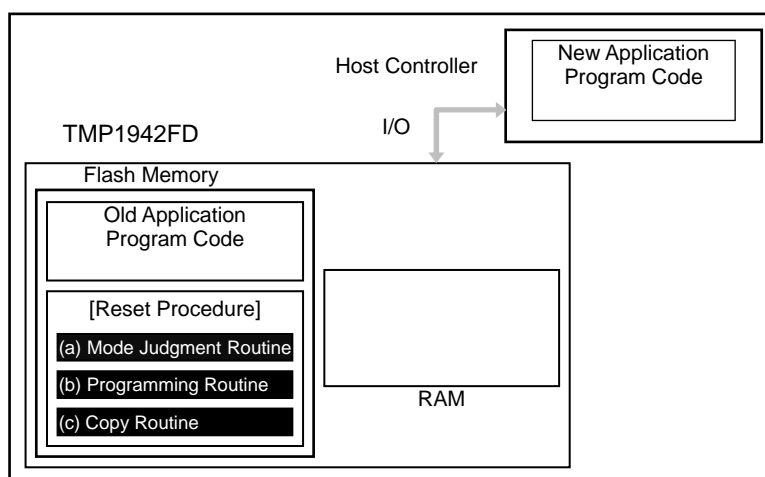 Host Controller
New Application
Program Code
I/O
TMP1942FD
Flash Memory
Old Application
Program Code
[Reset Procedure]
(a) Mode Judgment Routine
(b) Programming Routine
(c) Copy Routine
RAM